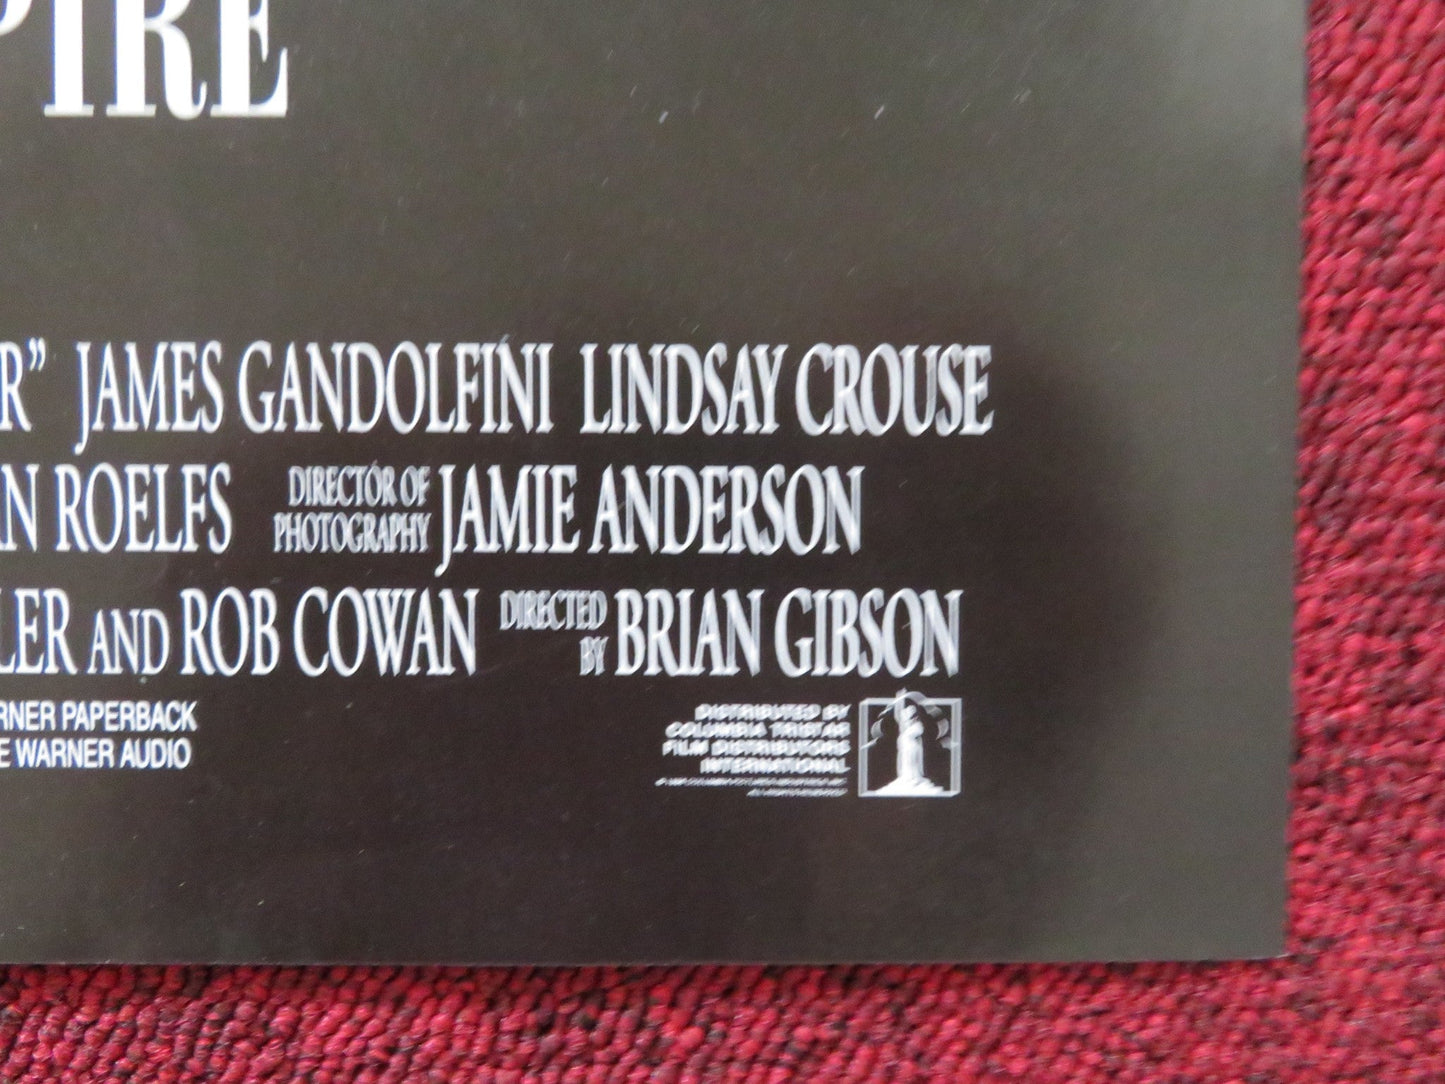 PIRE
R” JAMES GANDOLFINI LINDSAY CROUSE
N ROELFS DIRECTOR OF PHOTOGRAPHY JAMIE ANDERSON
LER AND ROB COWAN DIRECTED BY BRIAN GIBSON
RNER PAPERBACK
E WARNER AUDIO
DISTRIBUTED BY
COLUMBIA TRISTAR
FILM DISTRIBUTORS
INTERNATIONAL